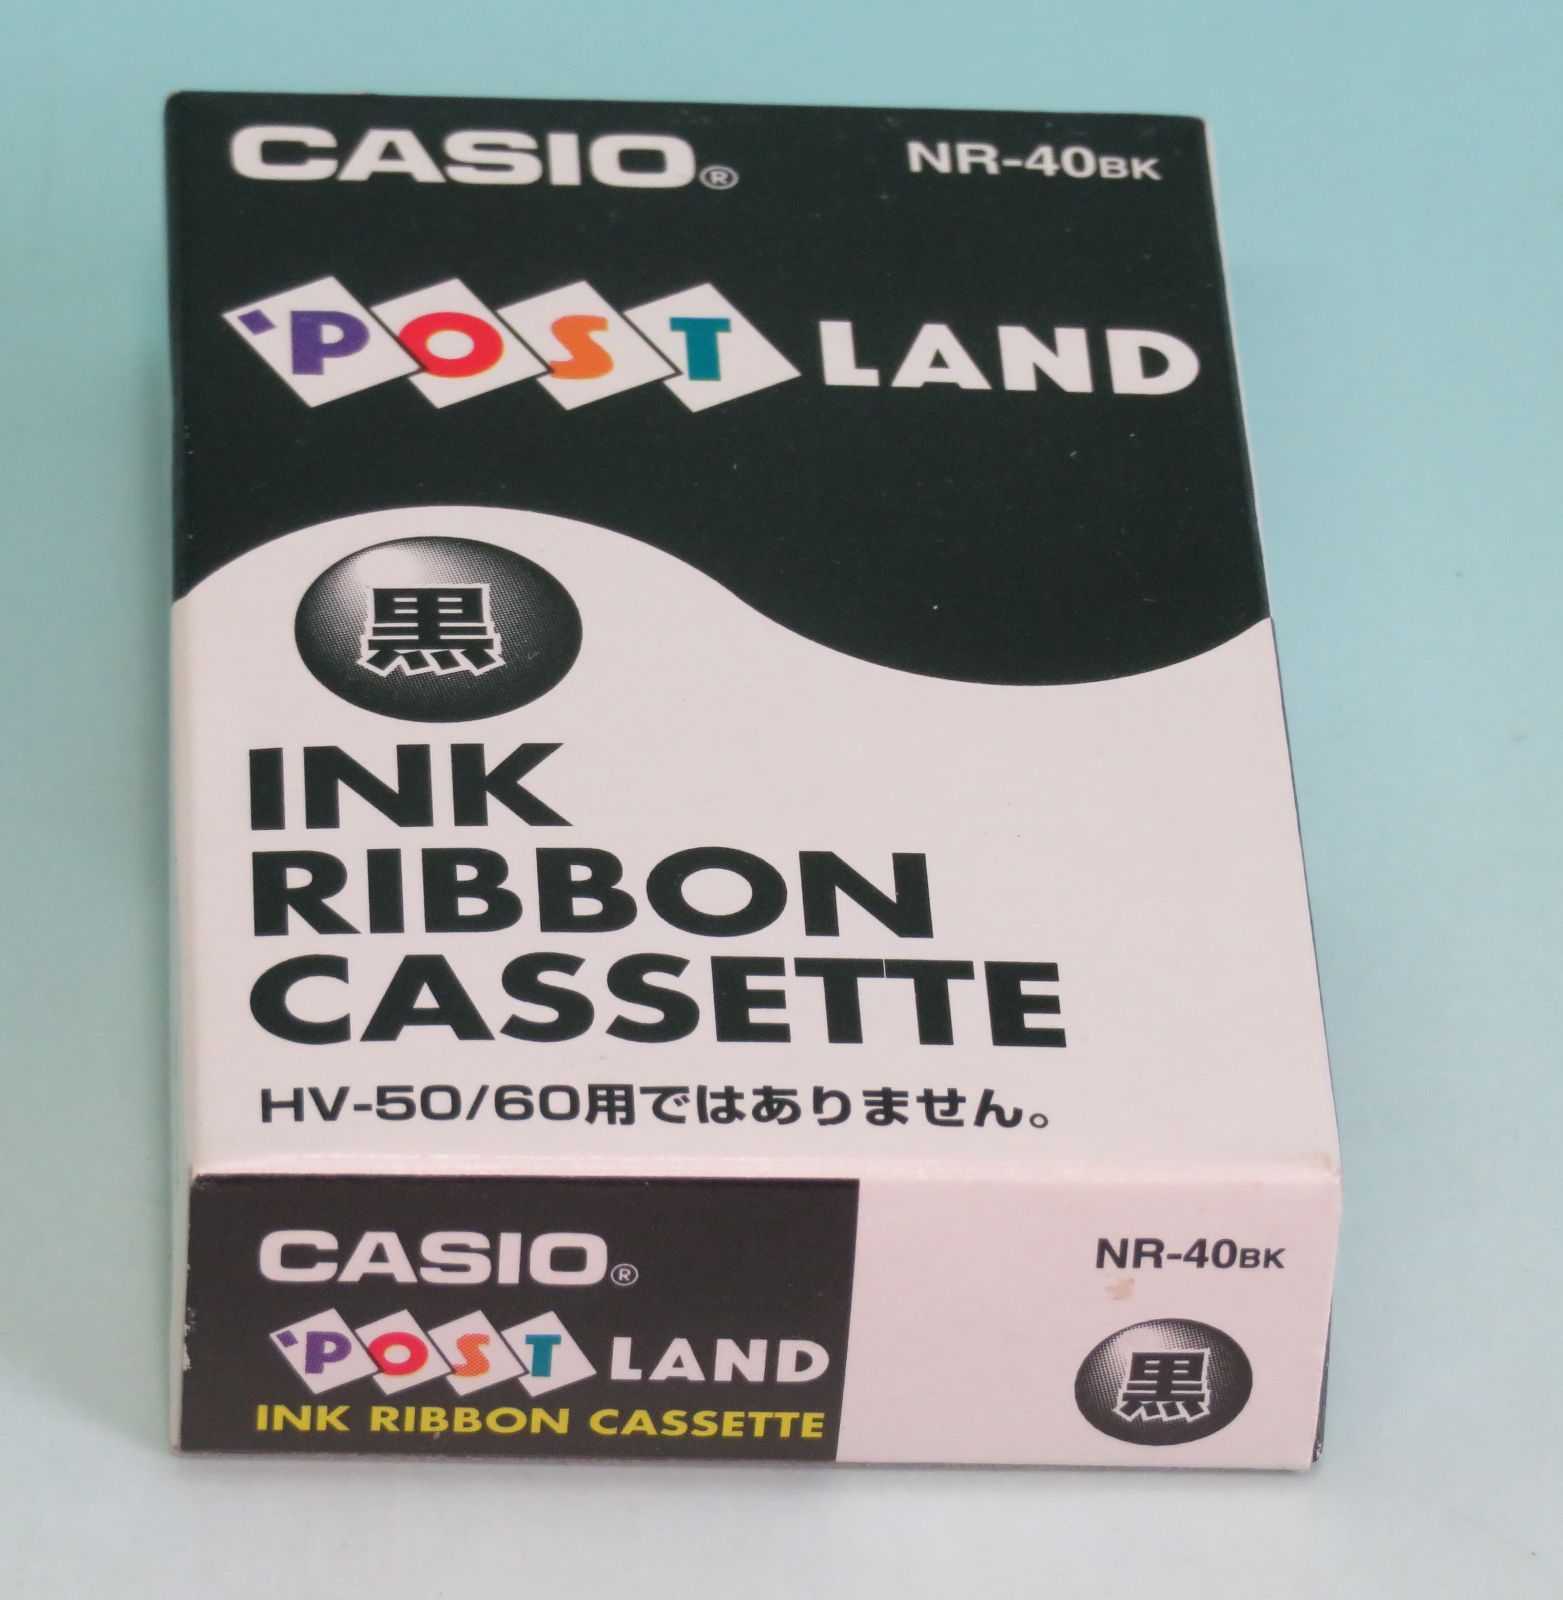 CASIO®
NR-40BK
POST LAND
黒
INK
RIBBON
CASSETTE
HV-50/60用ではありません。
CASIO®
NR-40BK
POST LAND
INK RIBBON CASSETTE
黒